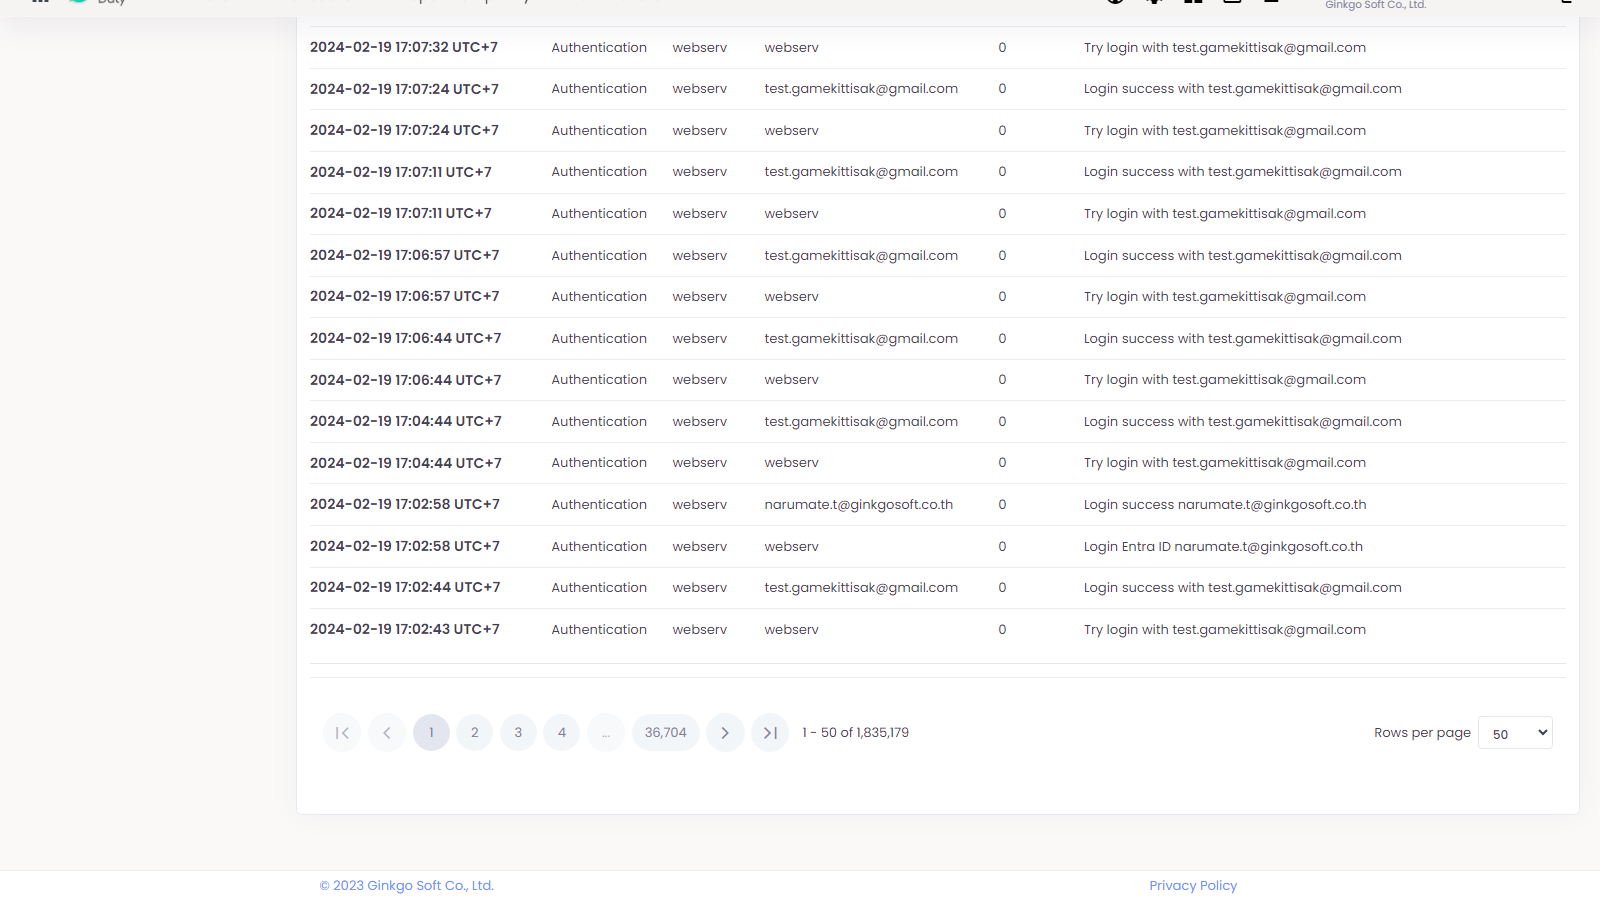 Ginkgo Soft Co., Ltd.
2024-02-19 17:07:32 UTC+7 Authentication webserv webserv 0 Try login with test.gamekittisak@gmail.com
2024-02-19 17:07:24 UTC+7 Authentication webserv test.gamekittisak@gmail.com 0 Login success with test.gamekittisak@gmail.com
2024-02-19 17:07:24 UTC+7 Authentication webserv webserv 0 Try login with test.gamekittisak@gmail.com
2024-02-19 17:07:11 UTC+7 Authentication webserv test.gamekittisak@gmail.com 0 Login success with test.gamekittisak@gmail.com
2024-02-19 17:07:11 UTC+7 Authentication webserv webserv 0 Try login with test.gamekittisak@gmail.com
2024-02-19 17:06:57 UTC+7 Authentication webserv test.gamekittisak@gmail.com 0 Login success with test.gamekittisak@gmail.com
2024-02-19 17:06:57 UTC+7 Authentication webserv webserv 0 Try login with test.gamekittisak@gmail.com
2024-02-19 17:06:44 UTC+7 Authentication webserv test.gamekittisak@gmail.com 0 Login success with test.gamekittisak@gmail.com
2024-02-19 17:06:44 UTC+7 Authentication webserv webserv 0 Try login with test.gamekittisak@gmail.com
2024-02-19 17:04:44 UTC+7 Authentication webserv test.gamekittisak@gmail.com 0 Login success with test.gamekittisak@gmail.com
2024-02-19 17:04:44 UTC+7 Authentication webserv webserv 0 Try login with test.gamekittisak@gmail.com
2024-02-19 17:02:58 UTC+7 Authentication webserv narumate.t@ginkgosoft.co.th 0 Login success narumate.t@ginkgosoft.co.th
2024-02-19 17:02:58 UTC+7 Authentication webserv webserv 0 Login Entra ID narumate.t@ginkgosoft.co.th
2024-02-19 17:02:44 UTC+7 Authentication webserv test.gamekittisak@gmail.com 0 Login success with test.gamekittisak@gmail.com
2024-02-19 17:02:43 UTC+7 Authentication webserv webserv 0 Try login with test.gamekittisak@gmail.com
1 2 3 4 ... 36,704 1 - 50 of 1,835,179 Rows per page 50
© 2023 Ginkgo Soft Co., Ltd. Privacy Policy